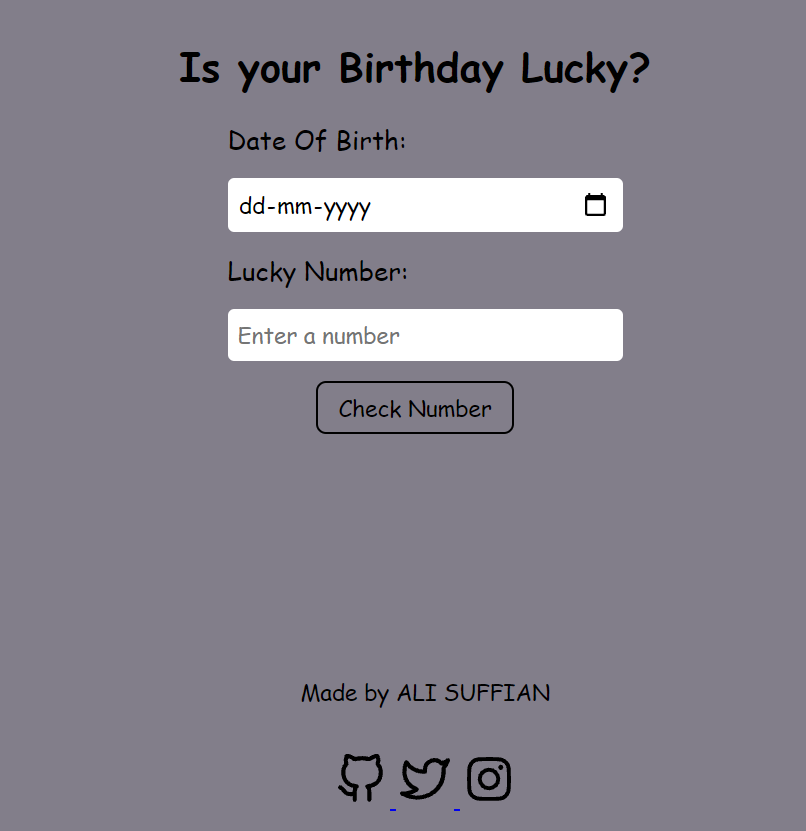 Is your Birthday Lucky?
Date Of Birth:
dd-mm-yyyy
Lucky Number:
Enter a number
Check Number
Made by ALI SUFFIAN